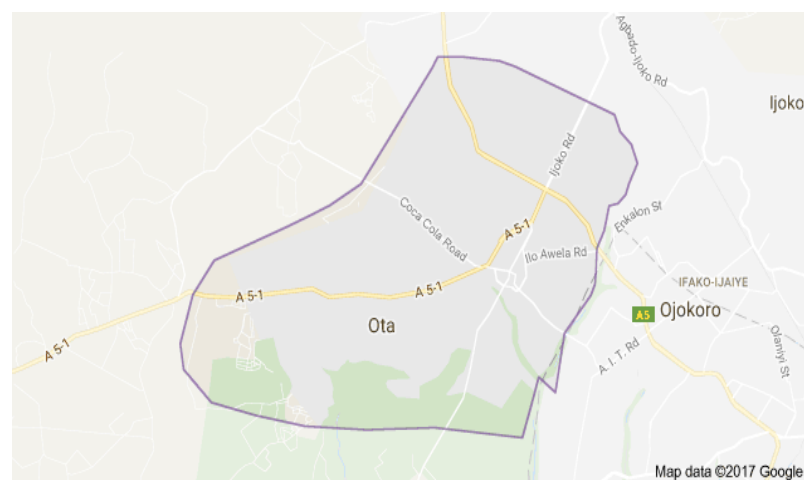 Agbado-Ijoko Rd
Ijoko
Ijoko Rd
Coca Cola Road
Enkalon St
A 5-1
Ilo Awela Rd
A 5-1
A 5-1
IFAKO-IJAIYE
A5
Ojokoro
Ota
A 5-1
A. I. T. Rd
Olaniyi St
Map data ©2017 Google